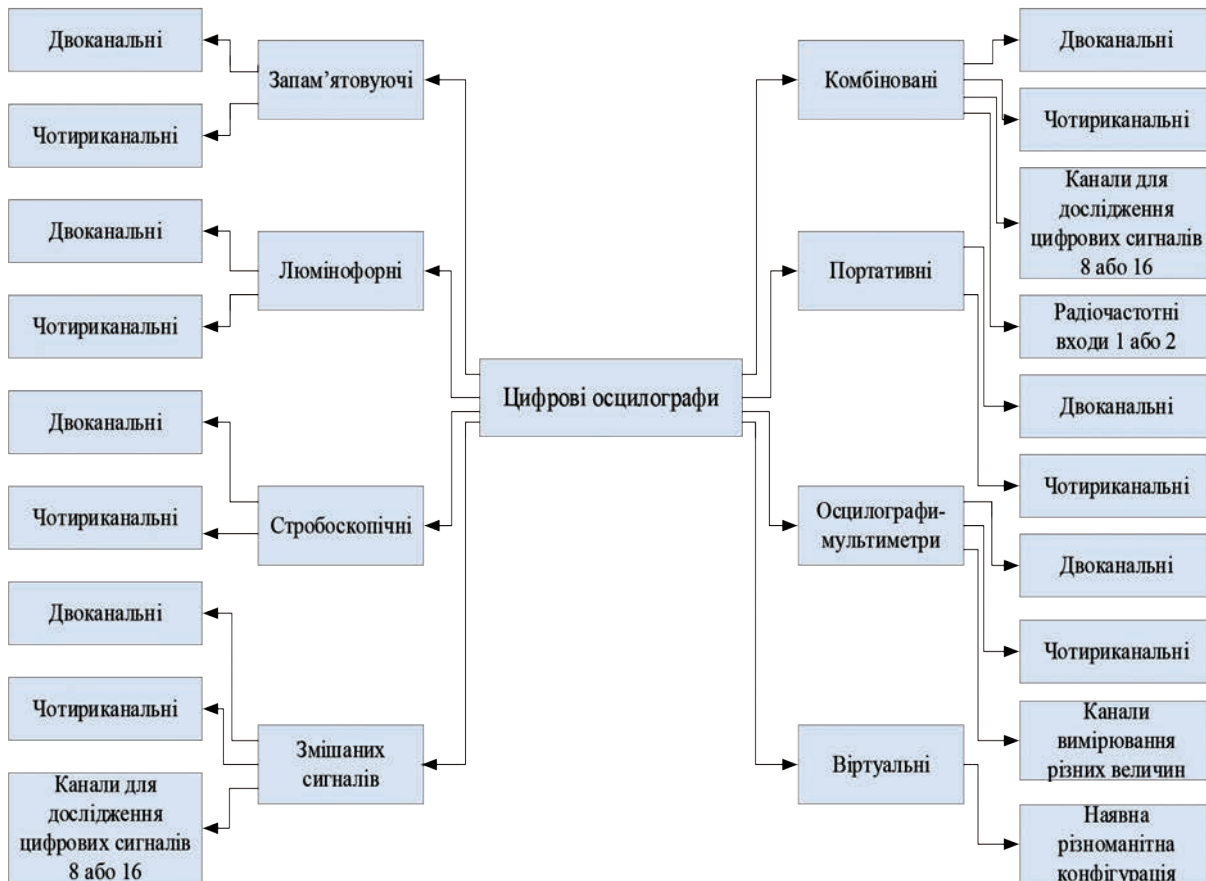 Двоканальні
Запам’ятовуючі
Чотириканальні
Двоканальні
Люмінофорні
Чотириканальні
Двоканальні
Стробоскопічні
Чотириканальні
Двоканальні
Чотириканальні
Змішаних
сигналів
Канали для
дослідження
цифрових сигналів
8 або 16
Цифрові осцилографи
Комбіновані
Двоканальні
Чотириканальні
Канали для
дослідження
цифрових сигналів
8 або 16
Радіочастотні
входи 1 або 2
Портативні
Двоканальні
Чотириканальні
Осцилографи-
мультиметри
Двоканальні
Чотириканальні
Канали
вимірювання
різних величин
Віртуальні
Наявна
різноманітна
конфігурація